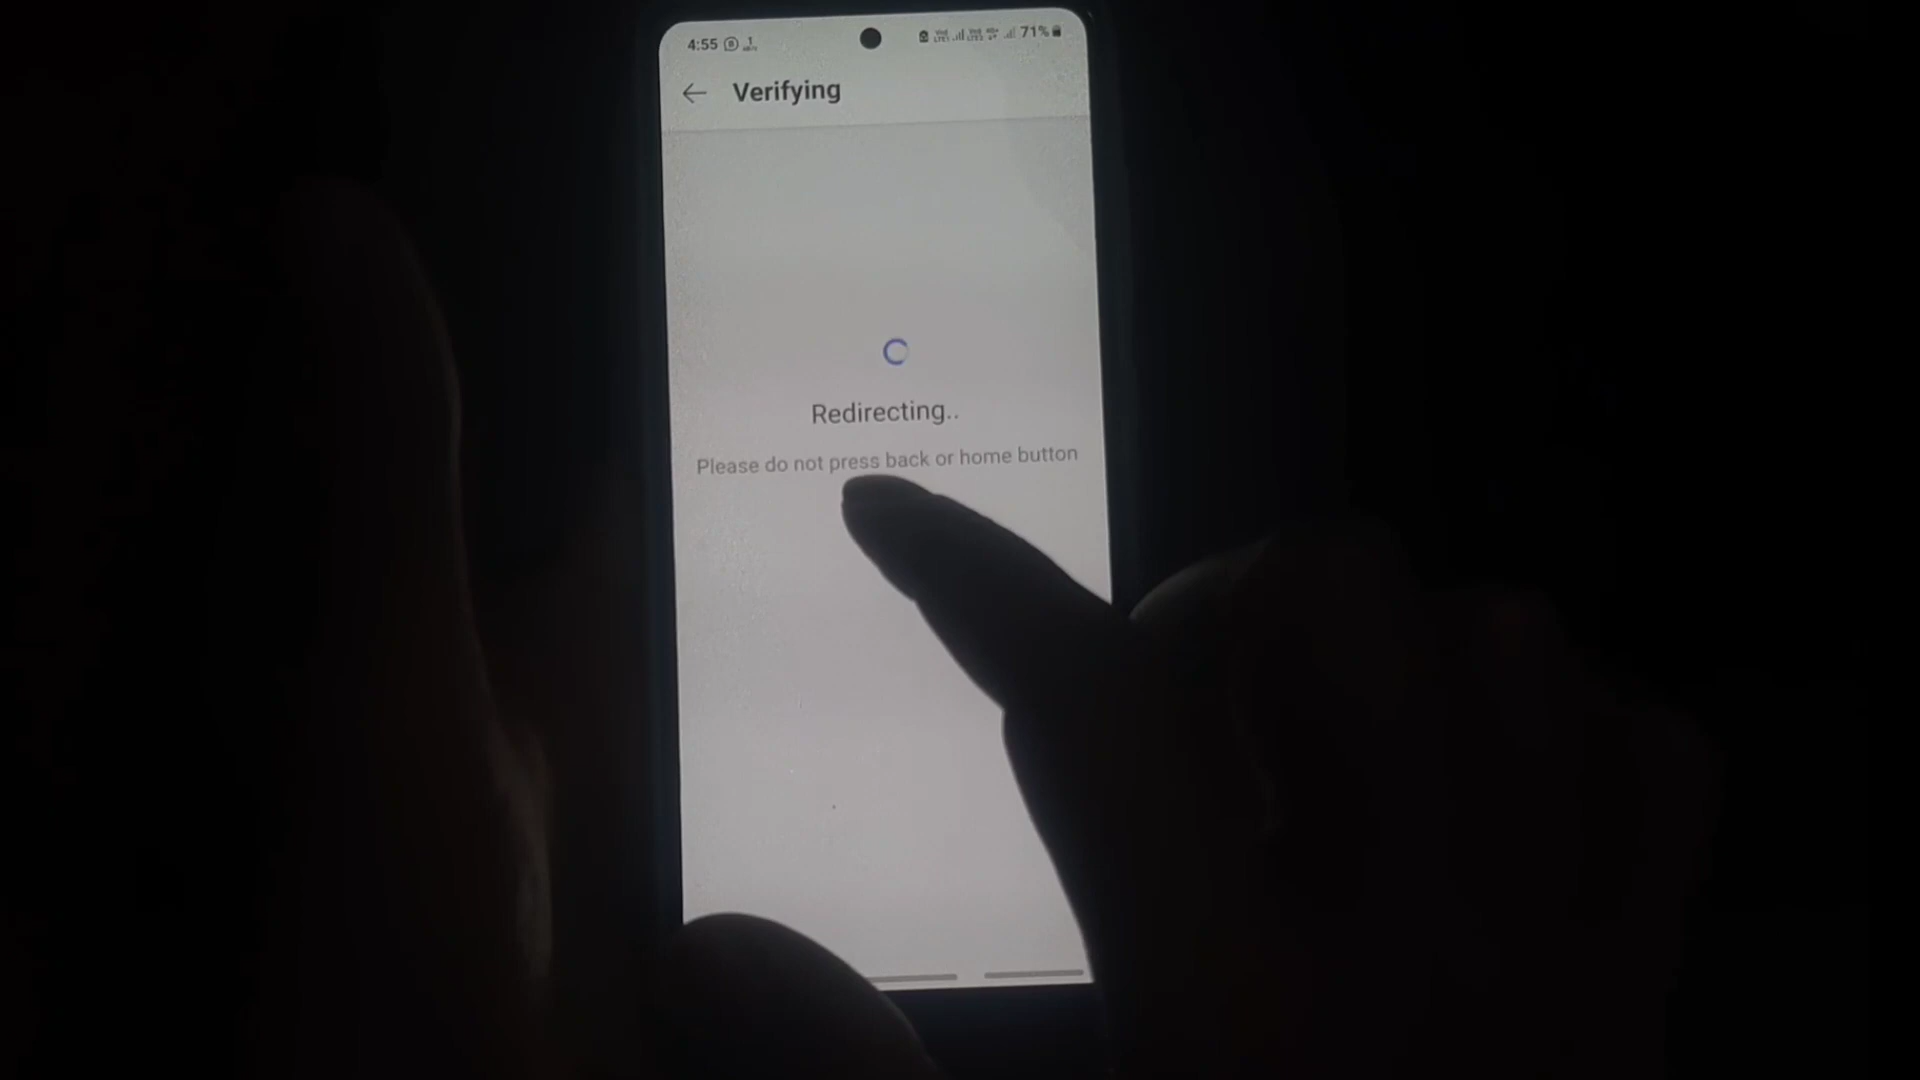 4:55 71%
Verifying
Redirecting..
Please do not press back or home button